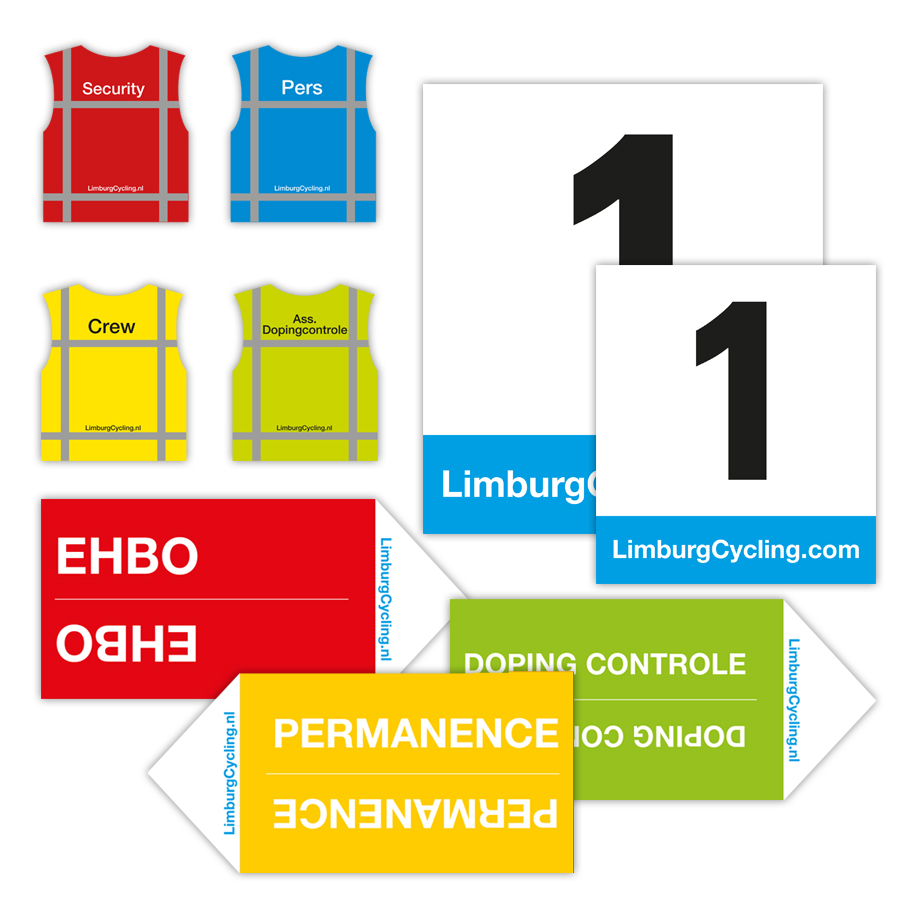 Security
LimburgCycling.nl
Pers
LimburgCycling.nl
1
LimburgC
1
LimburgCycling.com
Crew
LimburgCycling.nl
Ass.
Dopingcontrole
LimburgCycling.nl
EHBO
EHBO
LimburgCycling.nl
DOPING CONTROLE
DOPING CON
LimburgCycling.nl
LimburgCycling.nl
PERMANENCE
PERMANENCE